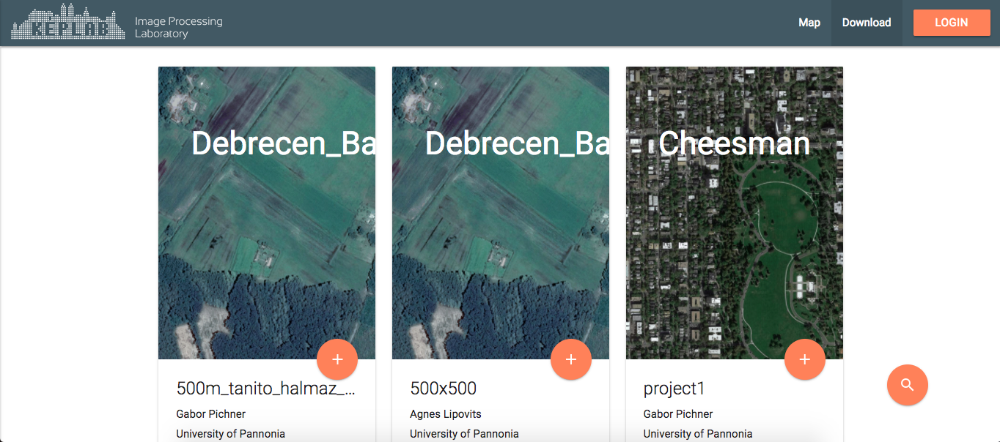 KEPLAB
Image Processing
Laboratory
Map
Download
LOGIN
Debrecen_Ba
Debrecen_Ba
Cheesman
500m_tanito_halmaz_...
500x500
project1
Gabor Pichner
Agnes Lipovits
Gabor Pichner
University of Pannonia
University of Pannonia
University of Pannonia